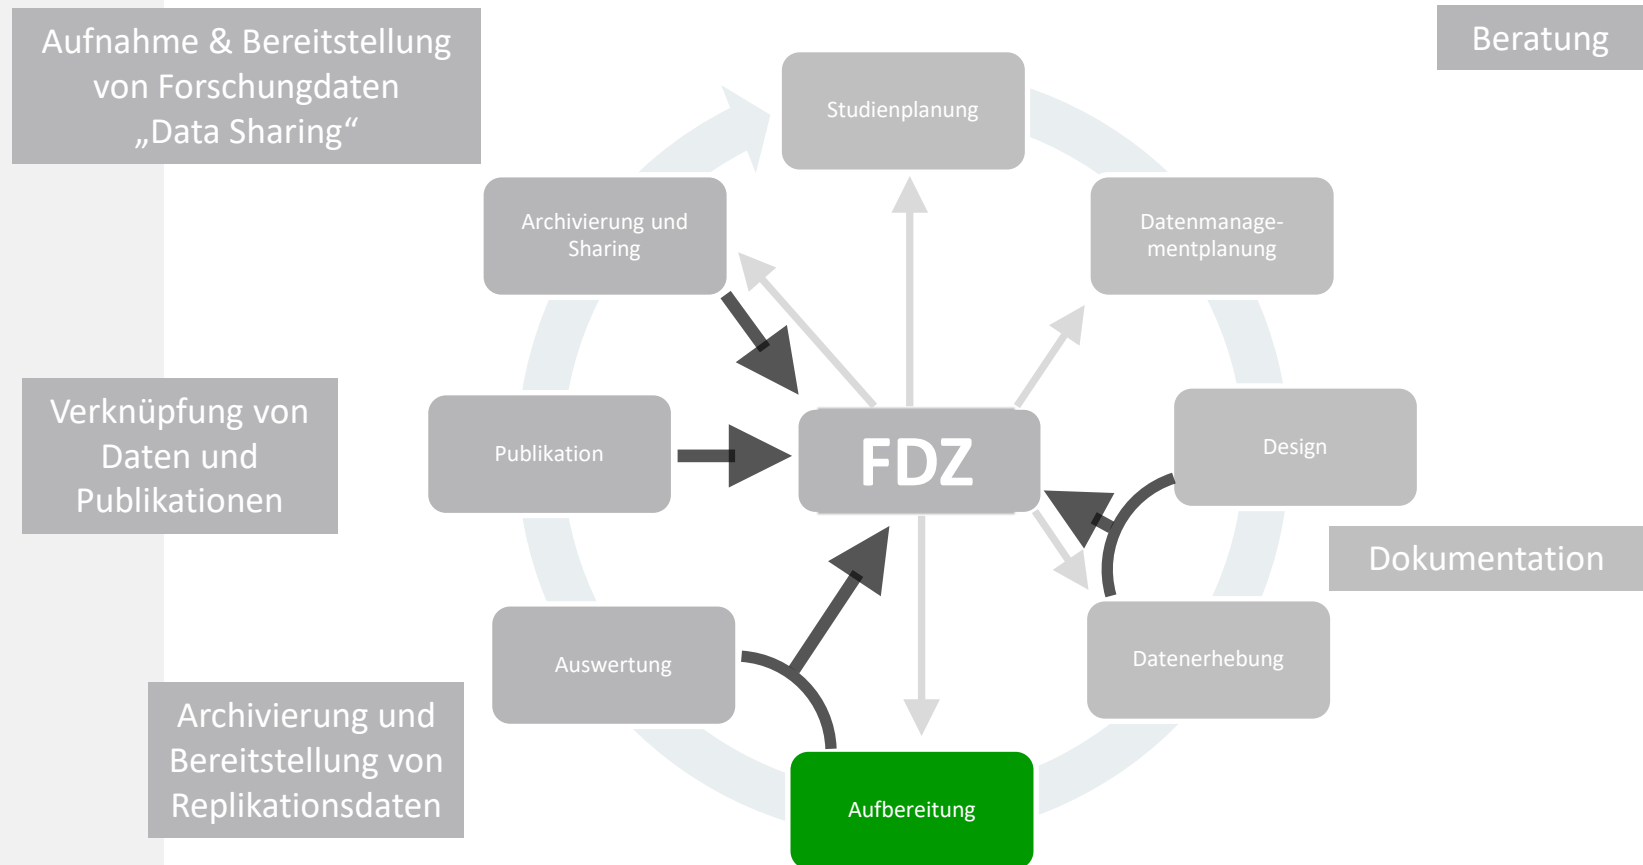 Aufnahme & Bereitstellung
von Forschungdaten
„Data Sharing“
Beratung
Studienplanung
Archivierung und
Sharing
Datenmanage-
mentplanung
Verknüpfung von
Daten und
Publikationen
Publikation
FDZ
Design
Dokumentation
Auswertung
Datenerhebung
Archivierung und
Bereitstellung von
Replikationsdaten
Aufbereitung